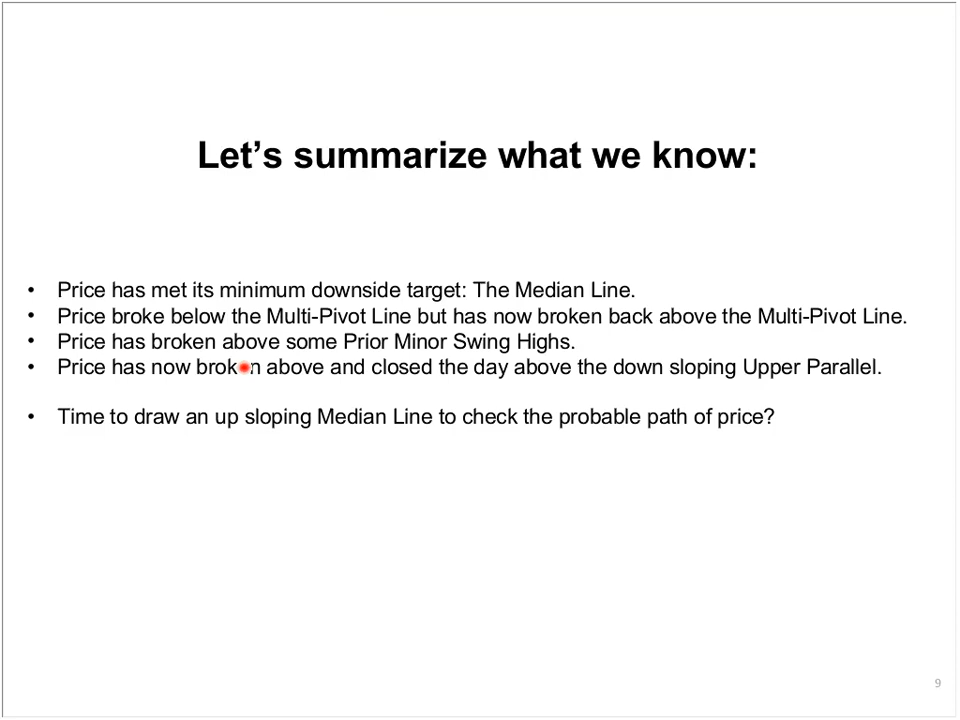 Let’s summarize what we know:
• Price has met its minimum downside target: The Median Line.
• Price broke below the Multi-Pivot Line but has now broken back above the Multi-Pivot Line.
• Price has broken above some Prior Minor Swing Highs.
• Price has now broken above and closed the day above the down sloping Upper Parallel.
• Time to draw an up sloping Median Line to check the probable path of price?
9